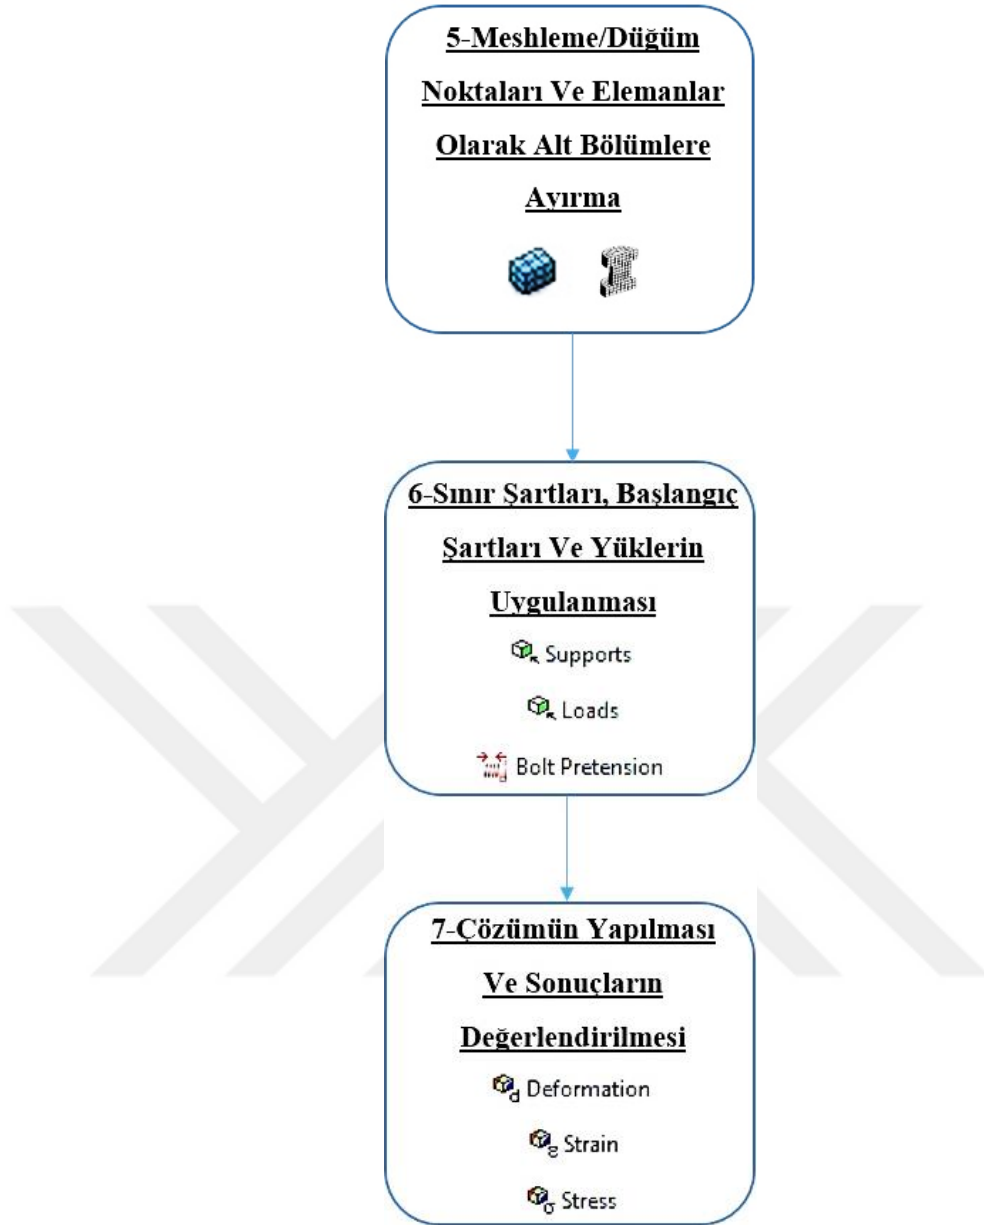 5-Meshleme/Düğüm
Noktaları Ve Elemanlar
Olarak Alt Bölümlere
Ayırma
6-Sınır Şartları, Başlangıç
Şartları Ve Yüklerin
Uygulanması
Supports
Loads
Bolt Pretension
7-Çözümün Yapılması
Ve Sonuçların
Değerlendirilmesi
Deformation
Strain
Stress